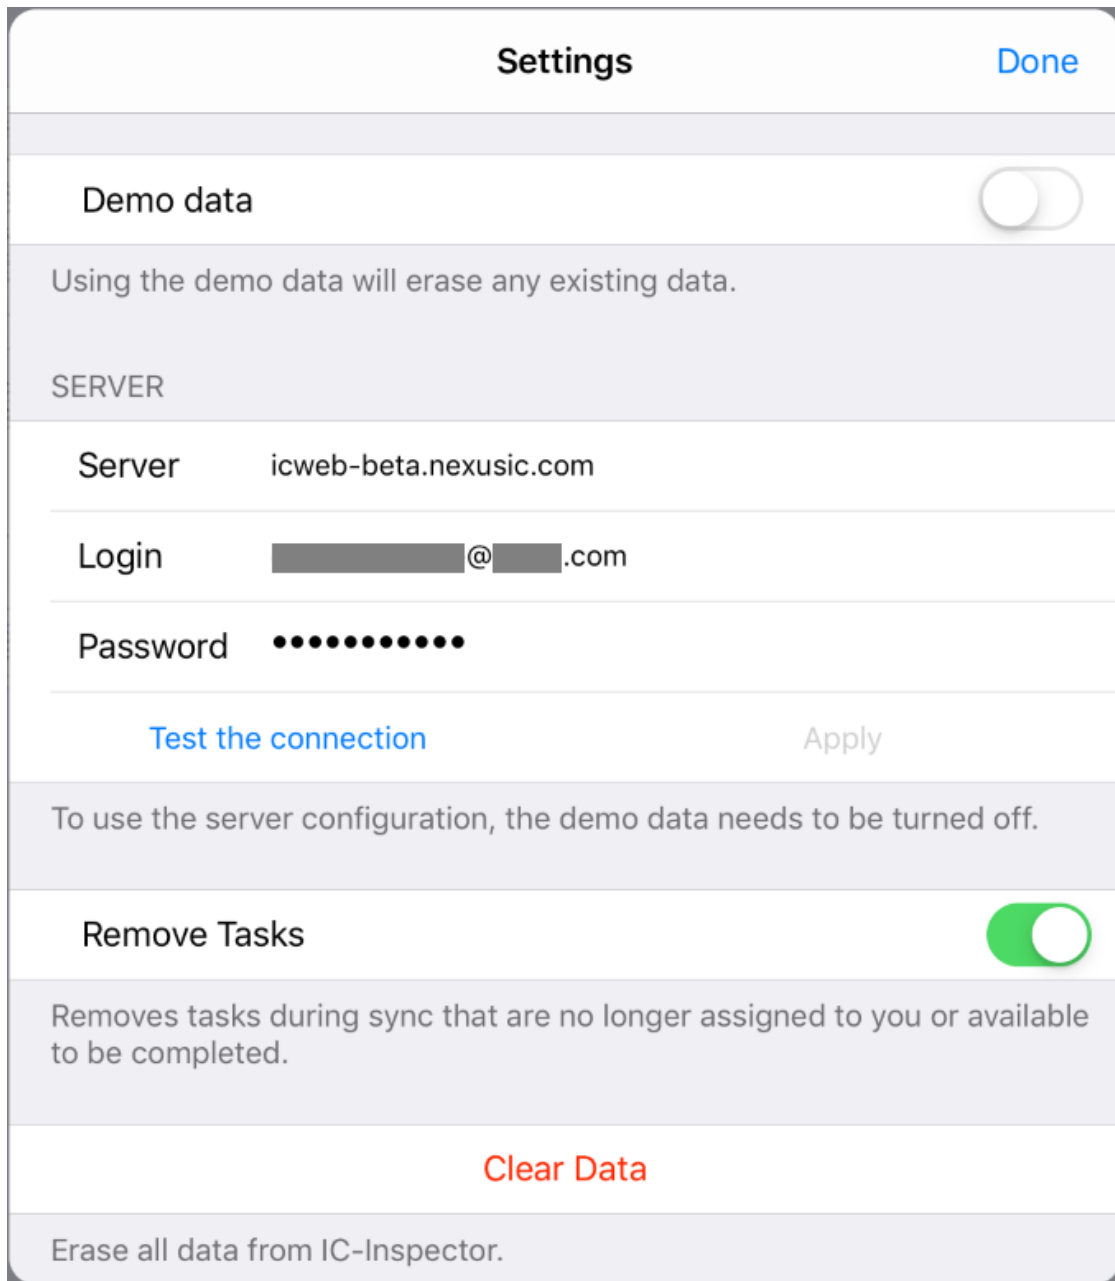 Settings
Done
Demo data
Using the demo data will erase any existing data.
SERVER
Server icweb-beta.nexusic.com
Login @ .com
Password •••••••••••
Test the connection Apply
To use the server configuration, the demo data needs to be turned off.
Remove Tasks
Removes tasks during sync that are no longer assigned to you or available
to be completed.
Clear Data
Erase all data from IC-Inspector.